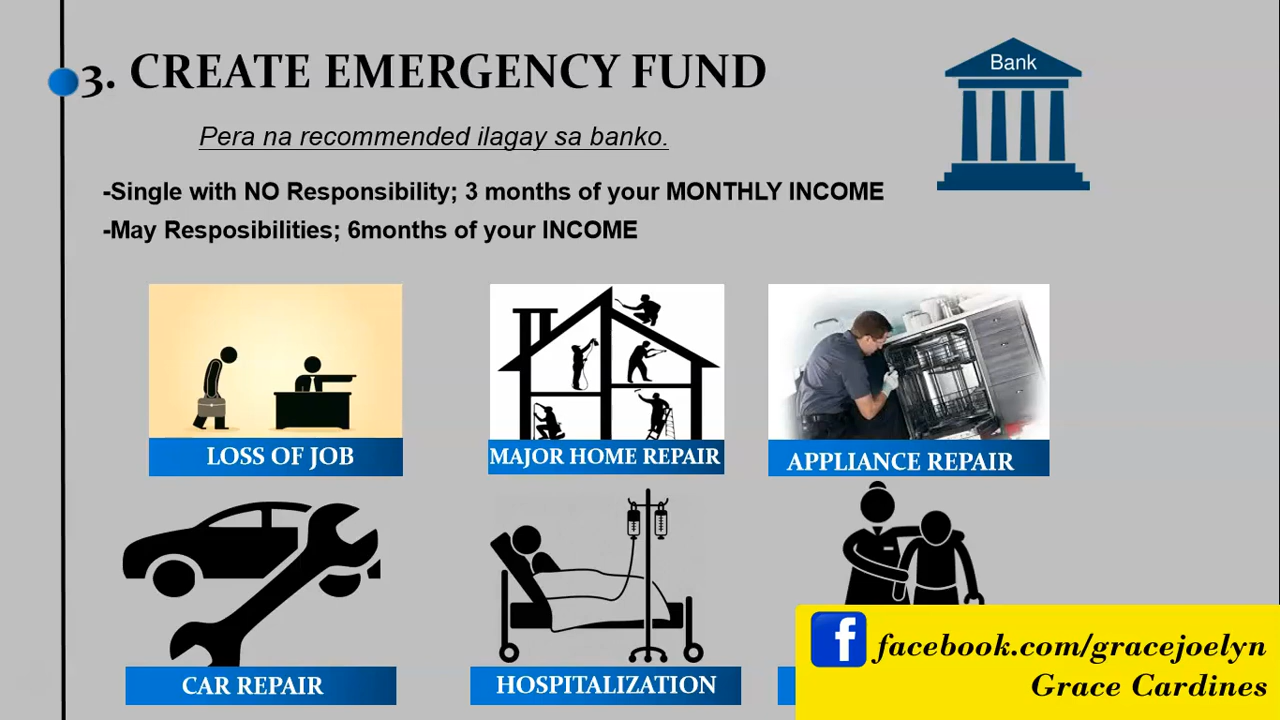 3. CREATE EMERGENCY FUND
Bank
Pera na recommended ilagay sa banko.
-Single with NO Responsibility; 3 months of your MONTHLY INCOME
-May Resposibilities; 6months of your INCOME
LOSS OF JOB
MAJOR HOME REPAIR
APPLIANCE REPAIR
CAR REPAIR
HOSPITALIZATION
f facebook.com/gracejoelyn
Grace Cardines